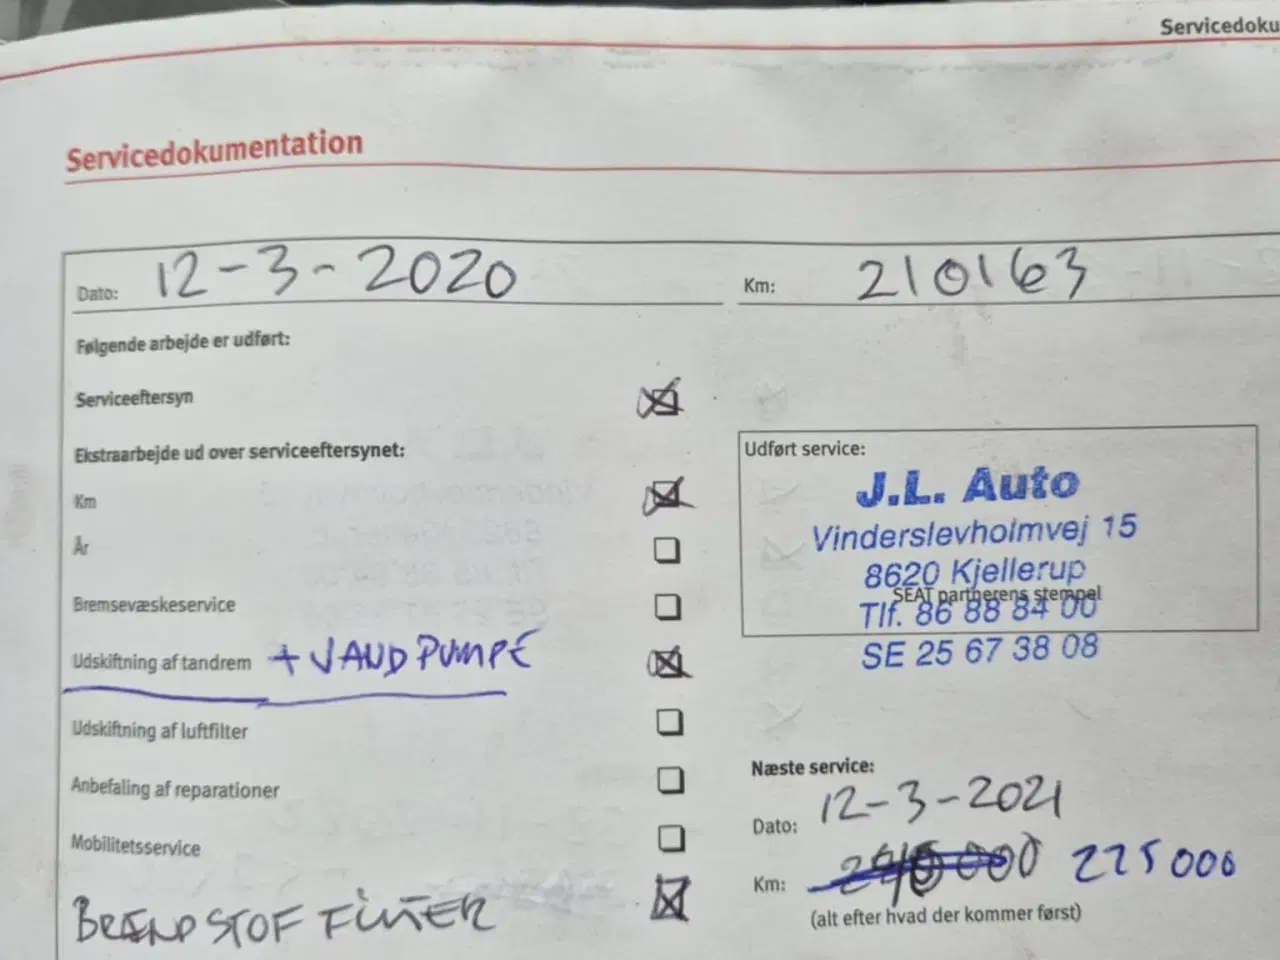 Servicedoku
Servicedokumentation
Dato: 12-3-2020 Km: 210163
Følgende arbejde er udført:
Serviceeftersyn
Ekstraarbejde ud over serviceeftersynet:
Km
År
Bremsevæskeservice
Udskiftning af tandrem + VANDPUMPE
Udskiftning af luftfilter
Anbefaling af reparationer
Mobilitetsservice
BRÆNDSTOF FILTER
Udført service:
J.L. Auto
Vinderslevholmvej 15
8620 Kjellerup
SEAT partnerens stempel
Tlf. 86 88 84 00
SE 25 67 38 08
Næste service:
Dato: 12-3-2021
Km: 225000
(alt efter hvad der kommer først)